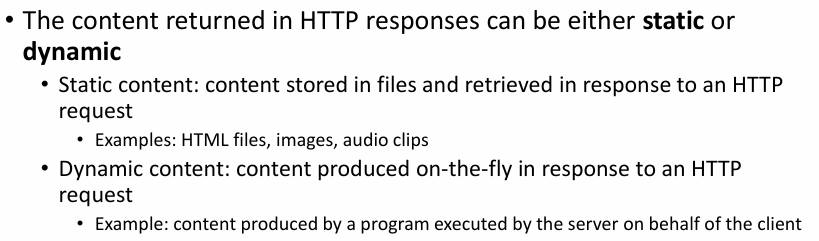 • The content returned in HTTP responses can be either static or
dynamic
• Static content: content stored in files and retrieved in response to an HTTP
request
• Examples: HTML files, images, audio clips
• Dynamic content: content produced on-the-fly in response to an HTTP
request
• Example: content produced by a program executed by the server on behalf of the client